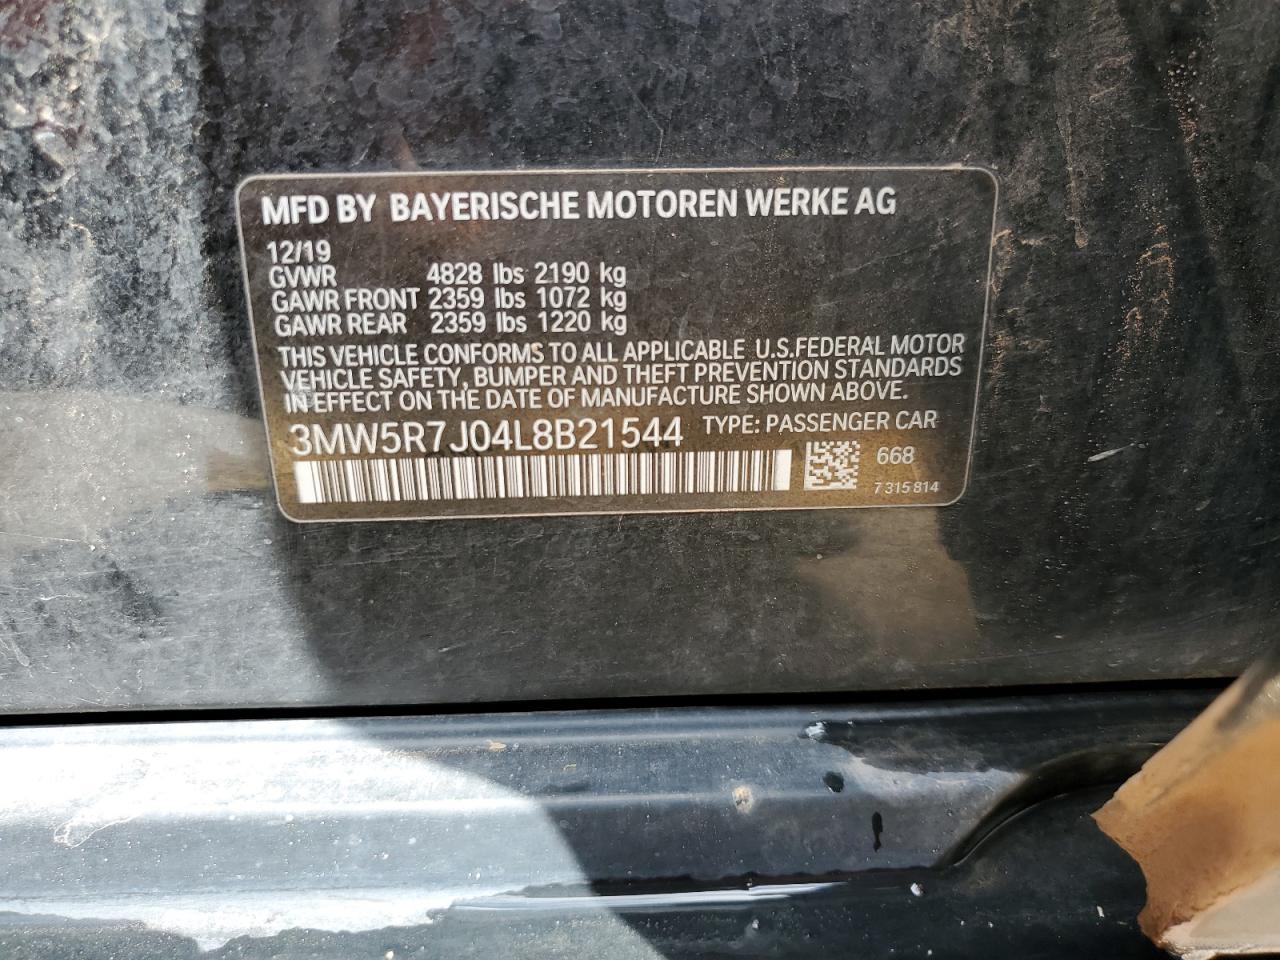 MFD BY BAYERISCHE MOTOREN WERKE AG
12/19
GVWR 4828 lbs 2190 kg
GAWR FRONT 2359 lbs 1072 kg
GAWR REAR 2359 lbs 1220 kg
THIS VEHICLE CONFORMS TO ALL APPLICABLE U.S.FEDERAL MOTOR
VEHICLE SAFETY, BUMPER AND THEFT PREVENTION STANDARDS
IN EFFECT ON THE DATE OF MANUFACTURE SHOWN ABOVE.
3MW5R7J04L8B21544 TYPE: PASSENGER CAR
668
7315814